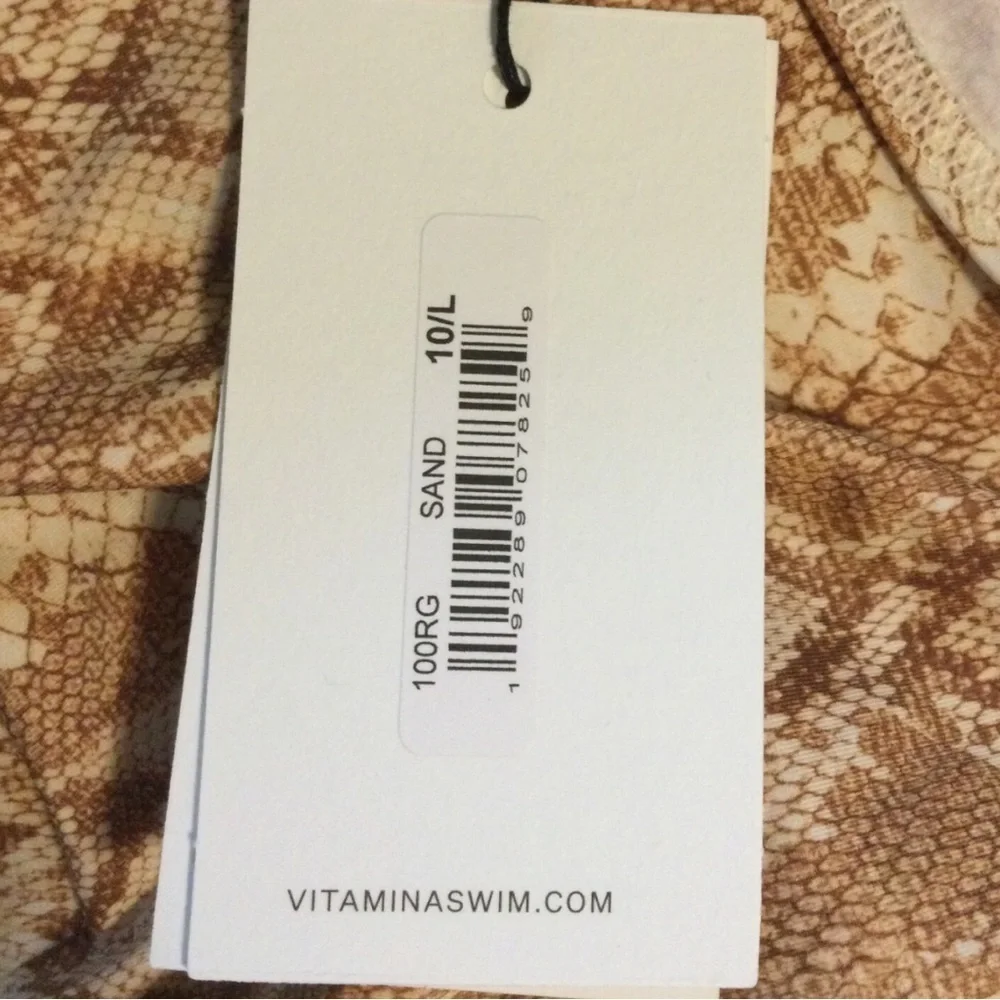 100RG SAND 10/L
1 92289 07825 9
VITAMINASWIM.COM